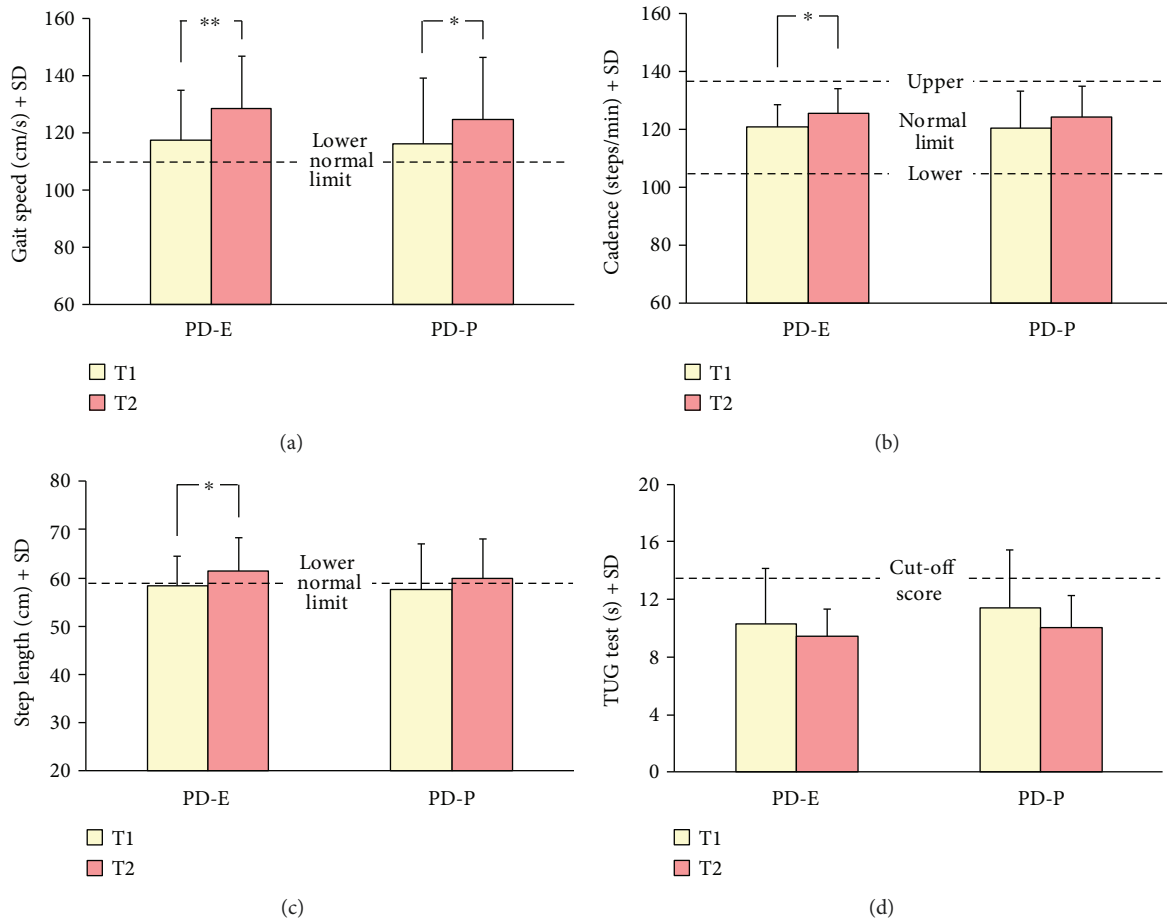 160
140
120
100
80
60
Gait speed (cm/s) + SD
**
*
Lower
normal
limit
PD-E
PD-P
T1
T2
(a)
160
140
120
100
80
60
Cadence (steps/min) + SD
*
Upper
Normal
limit
Lower
PD-E
PD-P
T1
T2
(b)
80
70
60
50
40
30
20
Step length (cm) + SD
*
Lower
normal
limit
PD-E
PD-P
T1
T2
(c)
20
16
12
8
4
0
TUG test (s) + SD
Cut-off
score
PD-E
PD-P
T1
T2
(d)